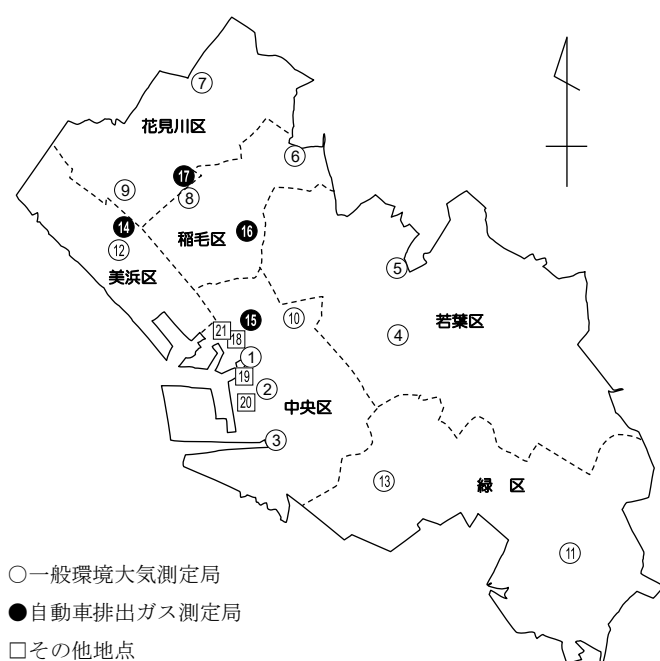 ⑦
花見川区
⑥
⑰
⑨
⑧
⑭
⑯
稲毛区
⑫
美浜区
⑤
⑮
⑩
若葉区
21
18
④
①
19
②
20
中央区
③
⑬
緑 区
⑪
○一般環境大気測定局
●自動車排出ガス測定局
□その他地点